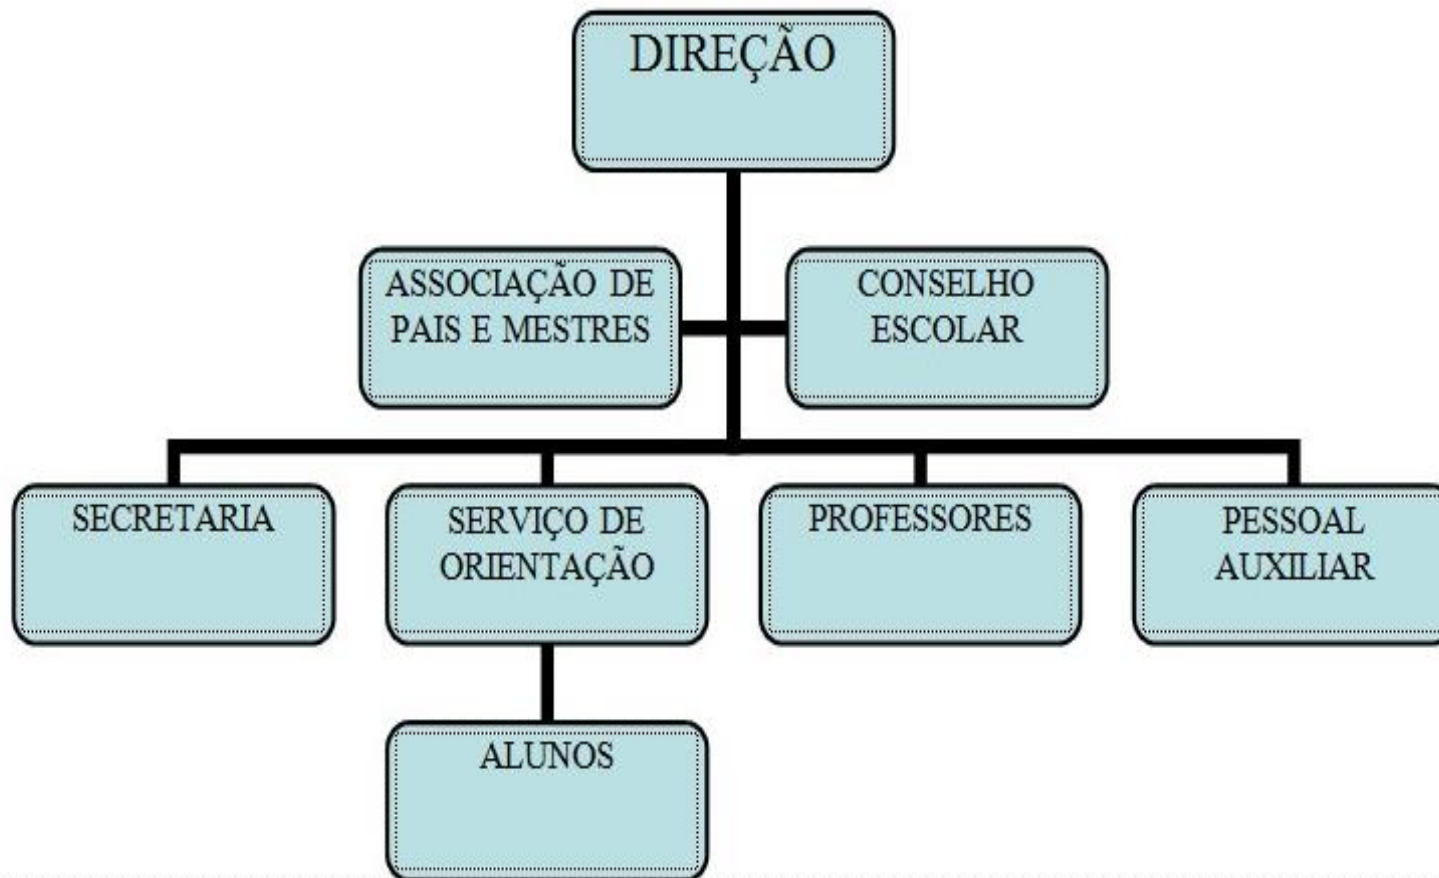 DIREÇÃO
ASSOCIAÇÃO DE
PAIS E MESTRES
CONSELHO
ESCOLAR
SECRETARIA
SERVIÇO DE
ORIENTAÇÃO
PROFESSORES
PESSOAL
AUXILIAR
ALUNOS